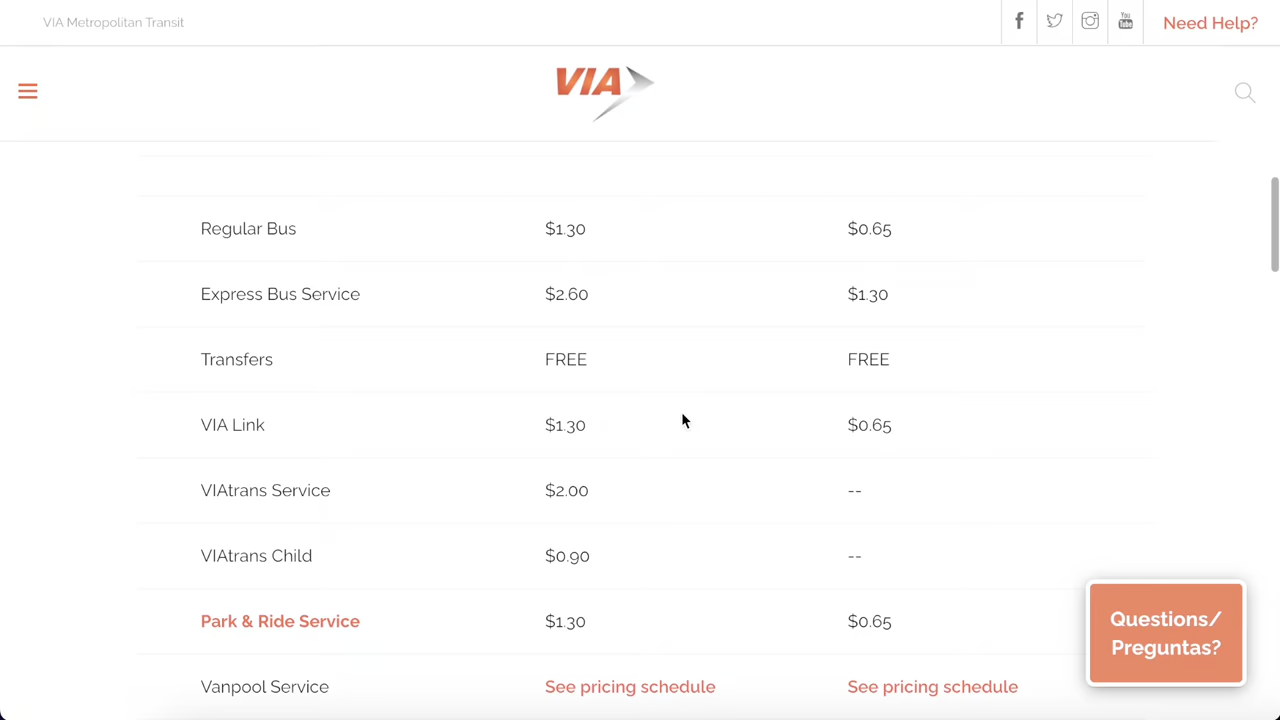 VIA Metropolitan Transit
You
Tube
Need Help?
VIA
Regular Bus $1.30 $0.65
Express Bus Service $2.60 $1.30
Transfers FREE FREE
VIA Link $1.30 $0.65
VIAtrans Service $2.00 --
VIAtrans Child $0.90 --
Park & Ride Service $1.30 $0.65
Vanpool Service See pricing schedule See pricing schedule
Questions/
Preguntas?